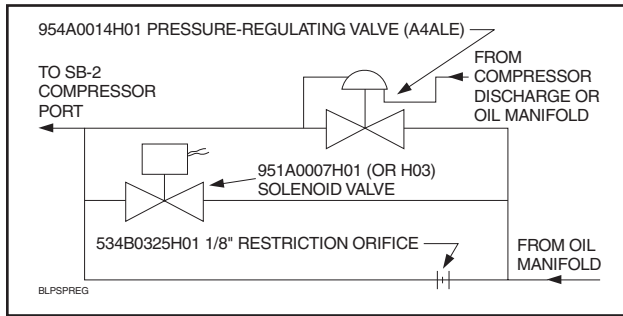 954A0014H01 PRESSURE-REGULATING VALVE (A4ALE)
TO SB-2
COMPRESSOR
PORT
FROM
COMPRESSOR
DISCHARGE OR
OIL MANIFOLD
951A0007H01 (OR H03)
SOLENOID VALVE
534B0325H01 1/8" RESTRICTION ORIFICE
FROM OIL
MANIFOLD
BLPSPREG